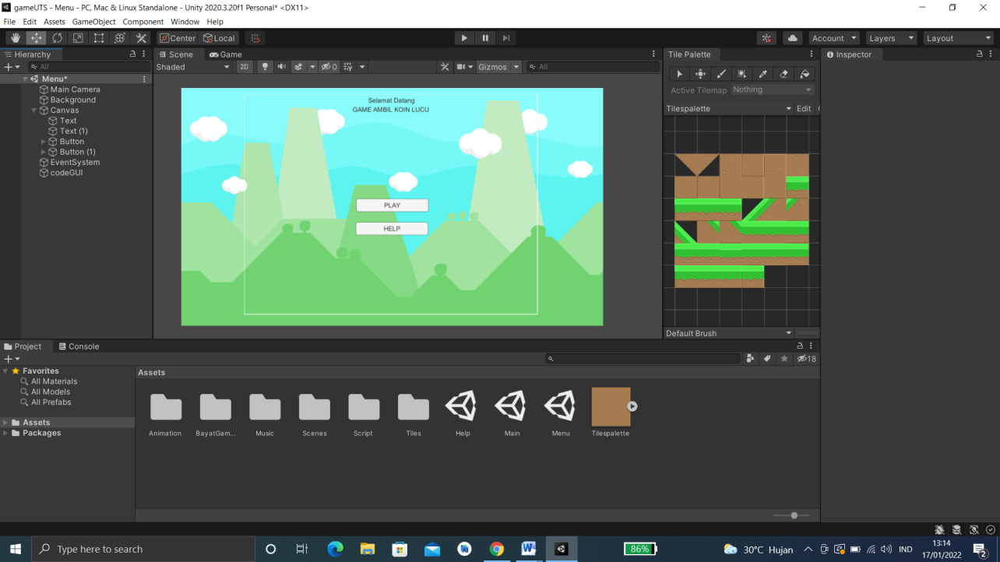 gameUTS - Menu - PC, Mac & Linux Standalone - Unity 2020.3.20f1 Personal* <DX11>
File Edit Assets GameObject Component Window Help
Center Local Account Layers Layout
Hierarchy
All
Menu*
Main Camera
Background
Canvas
Text
Text (1)
Button
Button (1)
EventSystem
codeGUI
Scene Game
Shaded 2D 0 Gizmos All
Selamat Datang
GAME AMBIL KOIN LUCU
PLAY
HELP
Tile Palette
Active Tilemap Nothing
Tilespalette Edit
Default Brush
Inspector
Project Console
18
Favorites
All Materials
All Models
All Prefabs
Assets
Packages
Assets
Animation BayatGam... Music Scenes Script Tiles Help Main Menu Tilespalette
Type here to search
86%
30°C Hujan
IND
13:14
17/01/2022
2